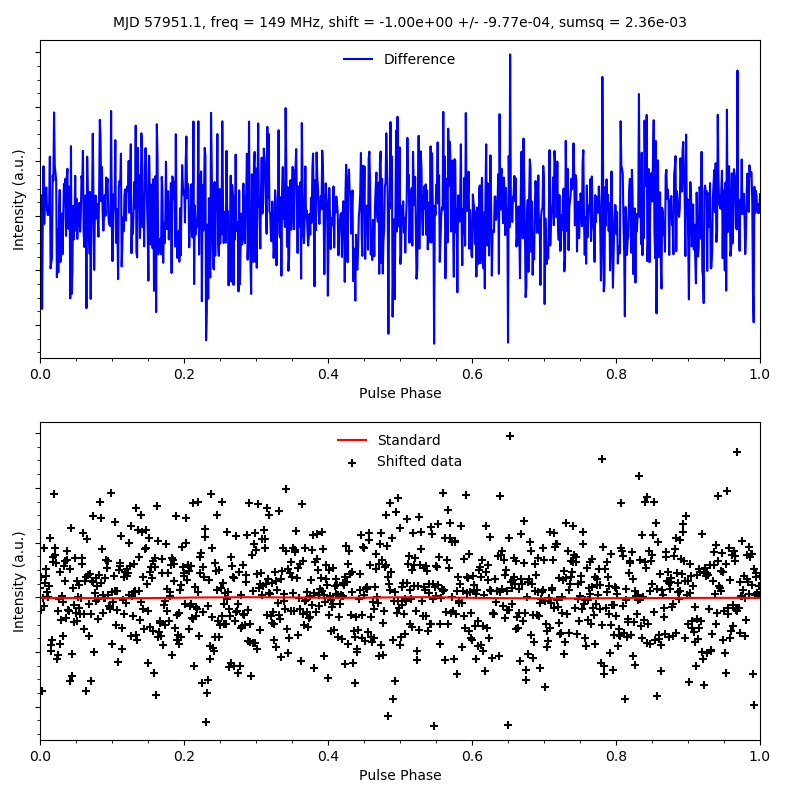 MJD 57951.1, freq = 149 MHz, shift = -1.00e+00 +/- -9.77e-04, sumsq = 2.36e-03
Difference
Intensity (a.u.)
0.0 0.2 0.4 0.6 0.8 1.0
Pulse Phase
Standard
Shifted data
Intensity (a.u.)
0.0 0.2 0.4 0.6 0.8 1.0
Pulse Phase